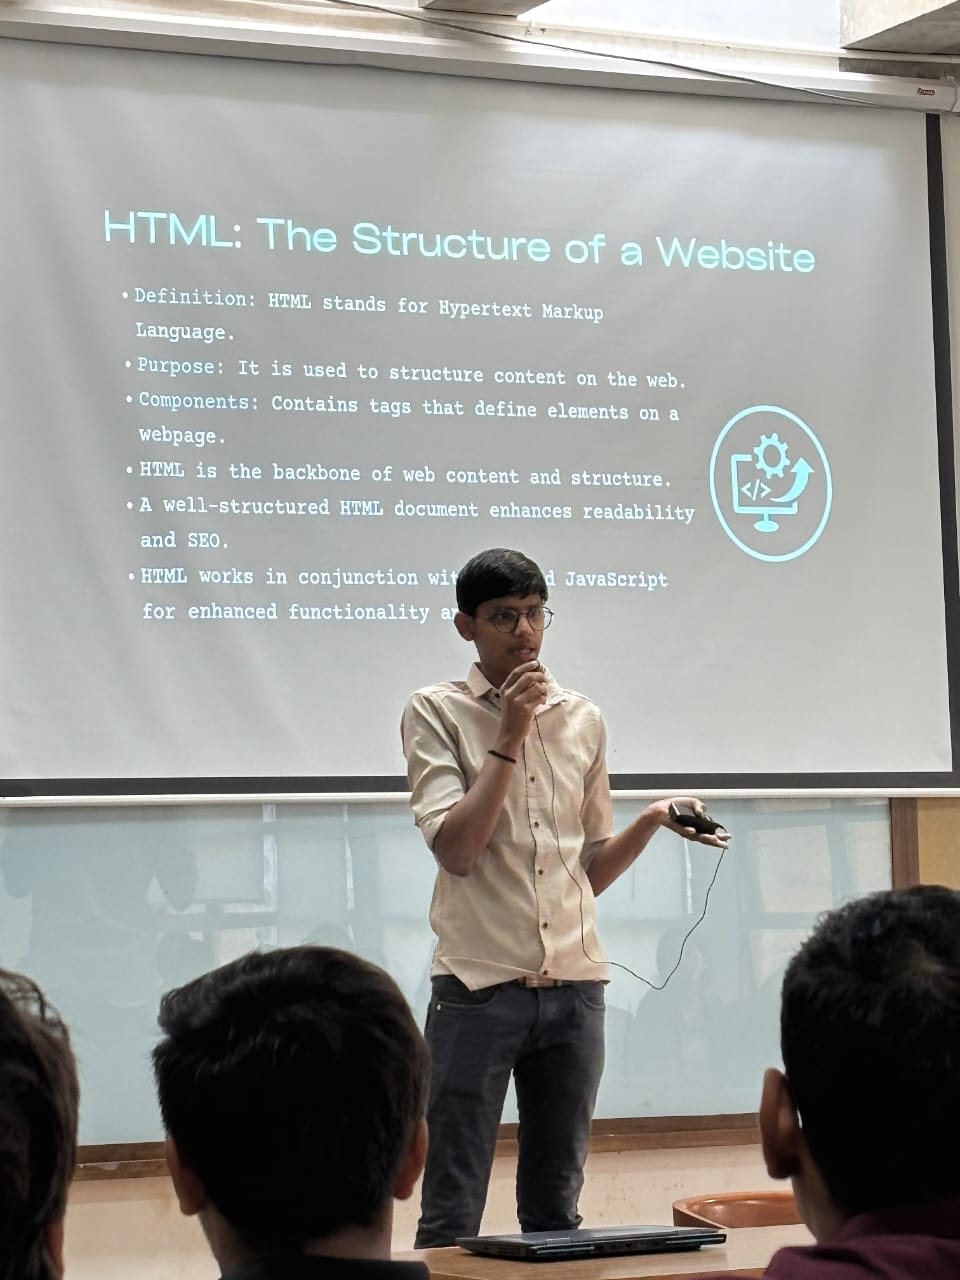 HTML: The Structure of a Website
• Definition: HTML stands for Hypertext Markup
Language.
• Purpose: It is used to structure content on the web.
• Components: Contains tags that define elements on a
webpage.
• HTML is the backbone of web content and structure.
• A well-structured HTML document enhances readability
and SEO.
• HTML works in conjunction JavaScript
for enhanced functionality
</>